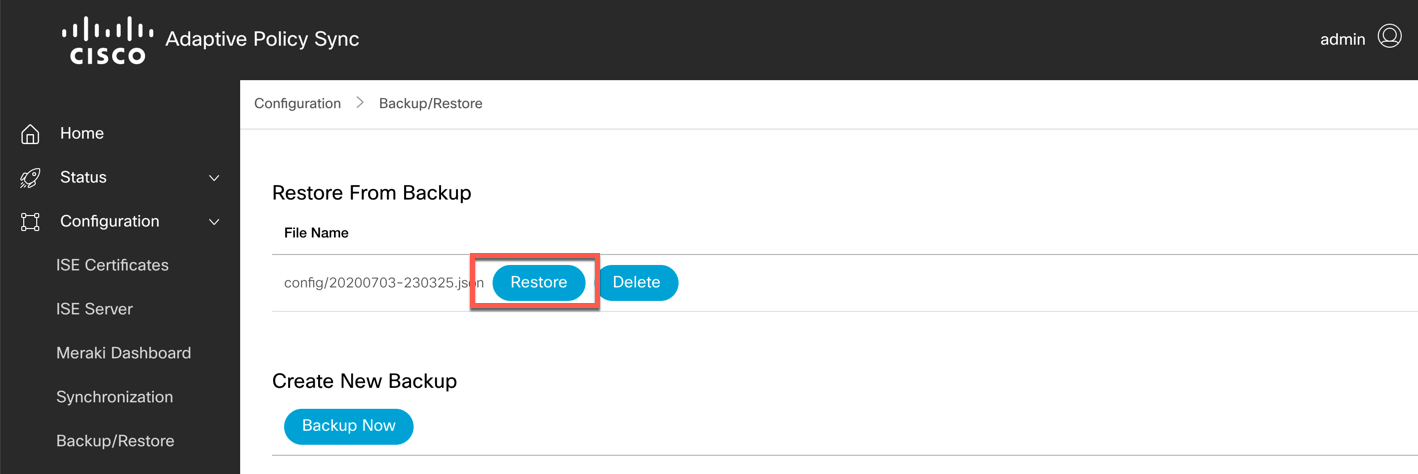 CISCO Adaptive Policy Sync
admin
Configuration > Backup/Restore
Home
Status
Configuration
ISE Certificates
ISE Server
Meraki Dashboard
Synchronization
Backup/Restore
Restore From Backup
File Name
config/20200703-230325.json Restore Delete
Create New Backup
Backup Now